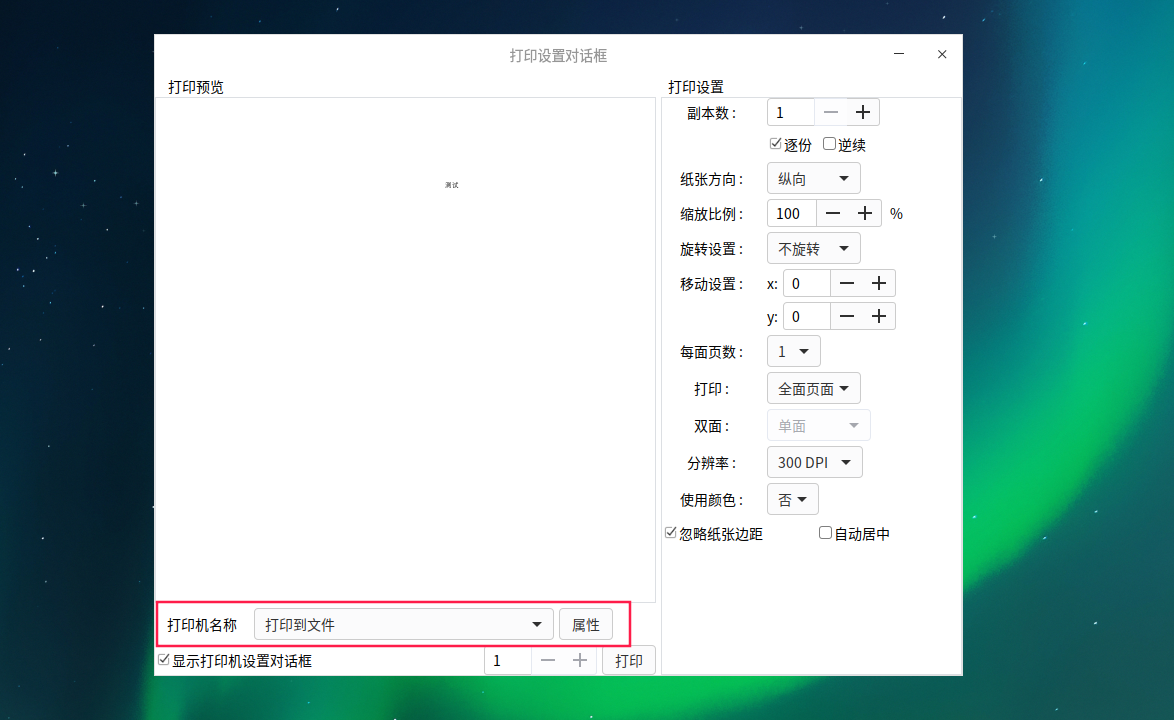 打印设置对话框
打印预览
测试
打印机名称 打印到文件 属性
显示打印机设置对话框 1 打印
打印设置
副本数： 1
逐份 逆续
纸张方向： 纵向
缩放比例： 100 %
旋转设置： 不旋转
移动设置： x: 0
y: 0
每面页数： 1
打印： 全面页面
双面： 单面
分辨率： 300 DPI
使用颜色： 否
忽略纸张边距 自动居中